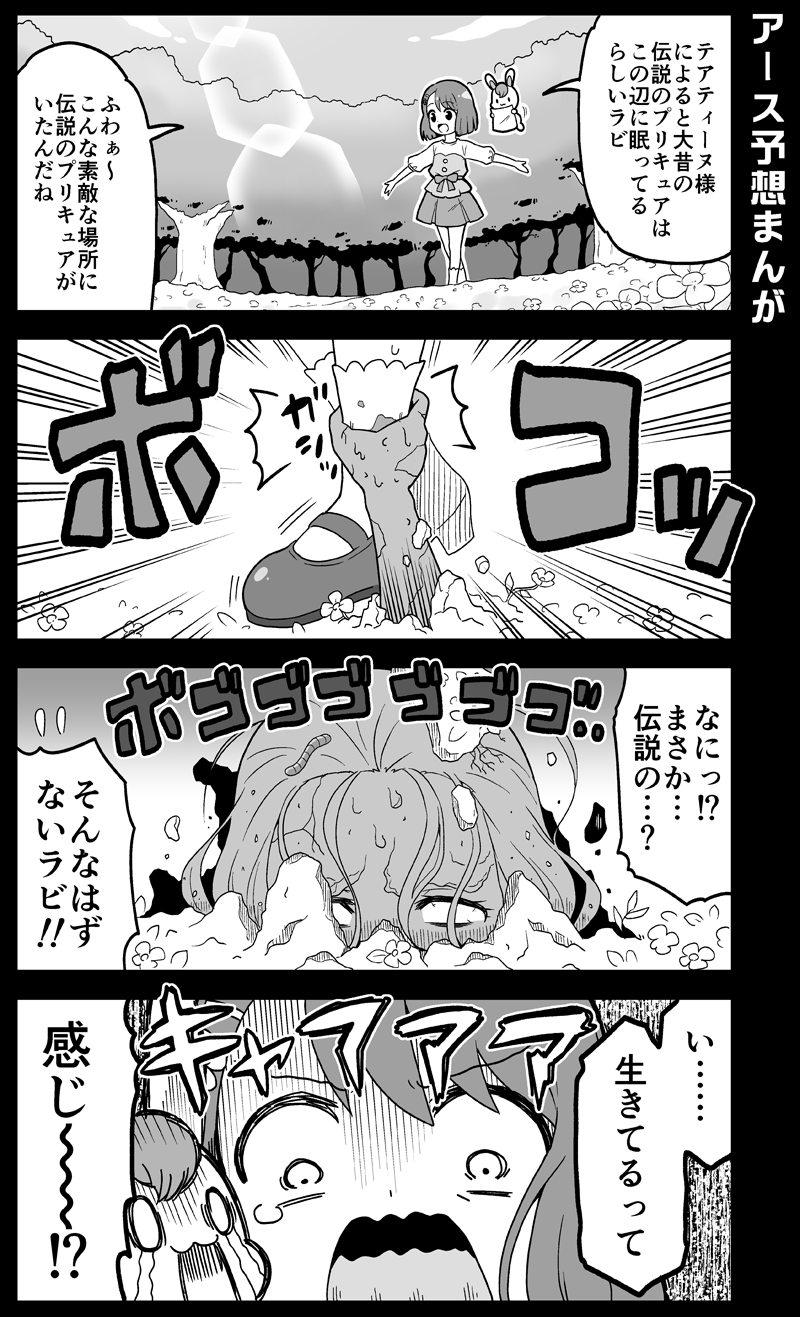 アース予想まんが
テアティーヌ様
によると大昔の
伝説のプリキュアは
この辺に眠ってる
らしいラビ
ふわぁ～
こんな素敵な場所に
伝説のプリキュアが
いたんだね
ボコッ
ガシッ
なにっ!?
まさか…
伝説の…?
ボゴゴゴゴゴゴ‥
そんなはず
ないラビ!!
い……
生きてるって
キャアアア
感じ～～～!?